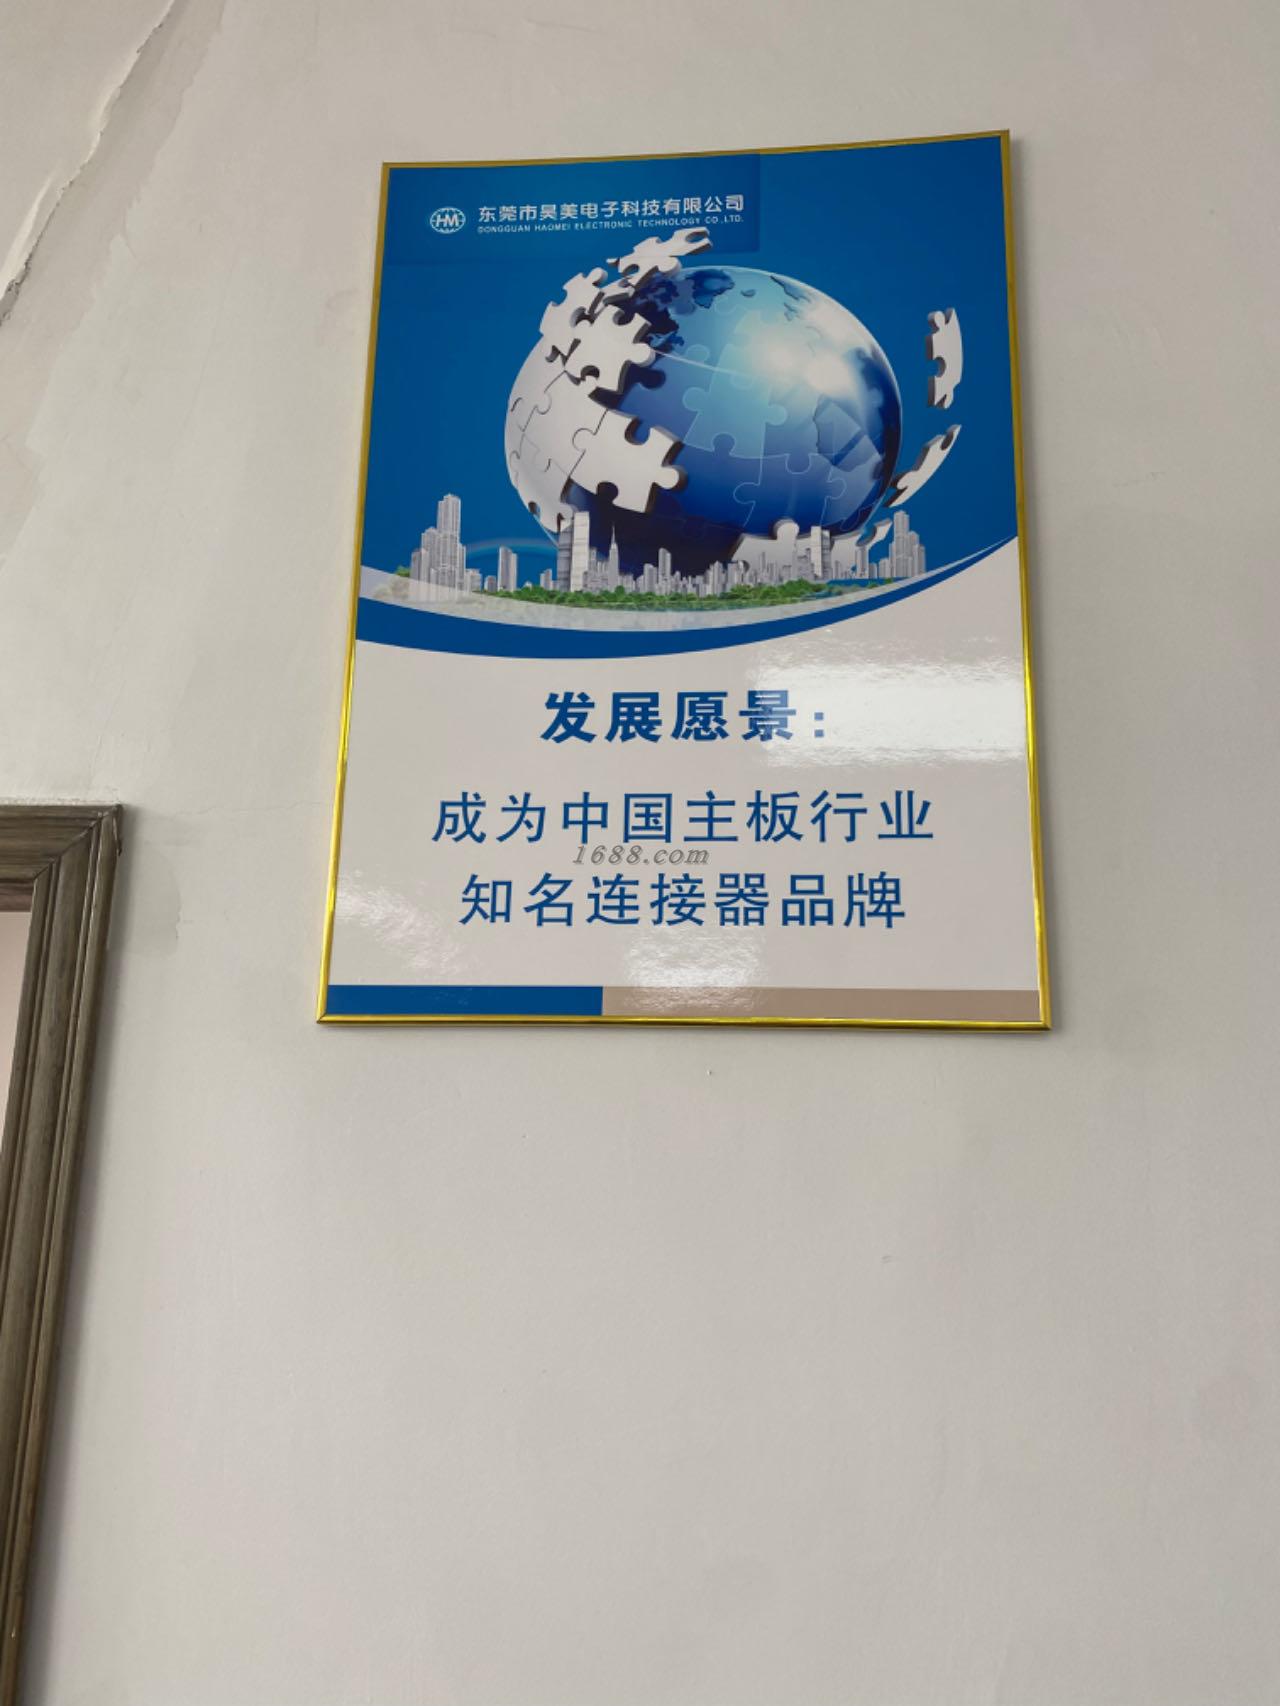 HM
东莞市昊美电子科技有限公司
DONGGUAN HAOMEI ELECTRONIC TECHNOLOGY CO.,LTD.
发展愿景：
成为中国主板行业
1688.com
知名连接器品牌